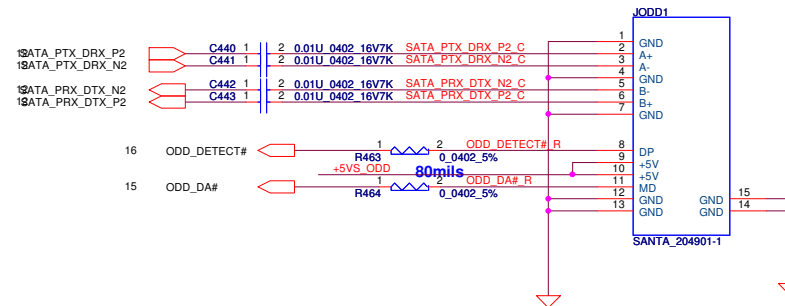 JODD1
1 GND
SATA_PTX_DRX_P2 C440 1 2 0.01U_0402_16V7K SATA_PTX_DRX_P2_C 2 A+
SATA_PTX_DRX_N2 C441 1 2 0.01U_0402_16V7K SATA_PTX_DRX_N2_C 3 A-
4 GND
SATA_PRX_DTX_N2 C442 1 2 0.01U_0402_16V7K SATA_PRX_DTX_N2_C 5 B-
SATA_PRX_DTX_P2 C443 1 2 0.01U_0402_16V7K SATA_PRX_DTX_P2_C 6 B+
7 GND
16 ODD_DETECT# 1 2 ODD_DETECT#_R 8 DP
R463 0_0402_5% 9 +5V
+5VS_ODD 80mils 10 +5V
15 ODD_DA# 1 2 ODD_DA#_R 11 MD
R464 0_0402_5% 12 GND GND 15
13 GND GND 14
SANTA_204901-1